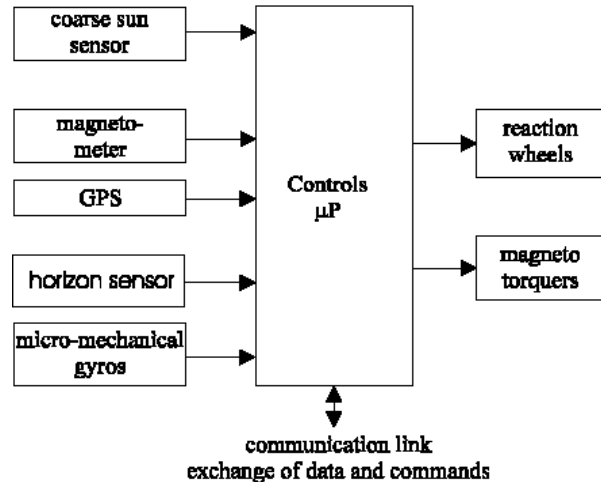 coarse sun
sensor
magneto-
meter
GPS
horizon sensor
micro-mechanical
gyros
Controls
μP
reaction
wheels
magneto
torquers
communication link
exchange of data and commands